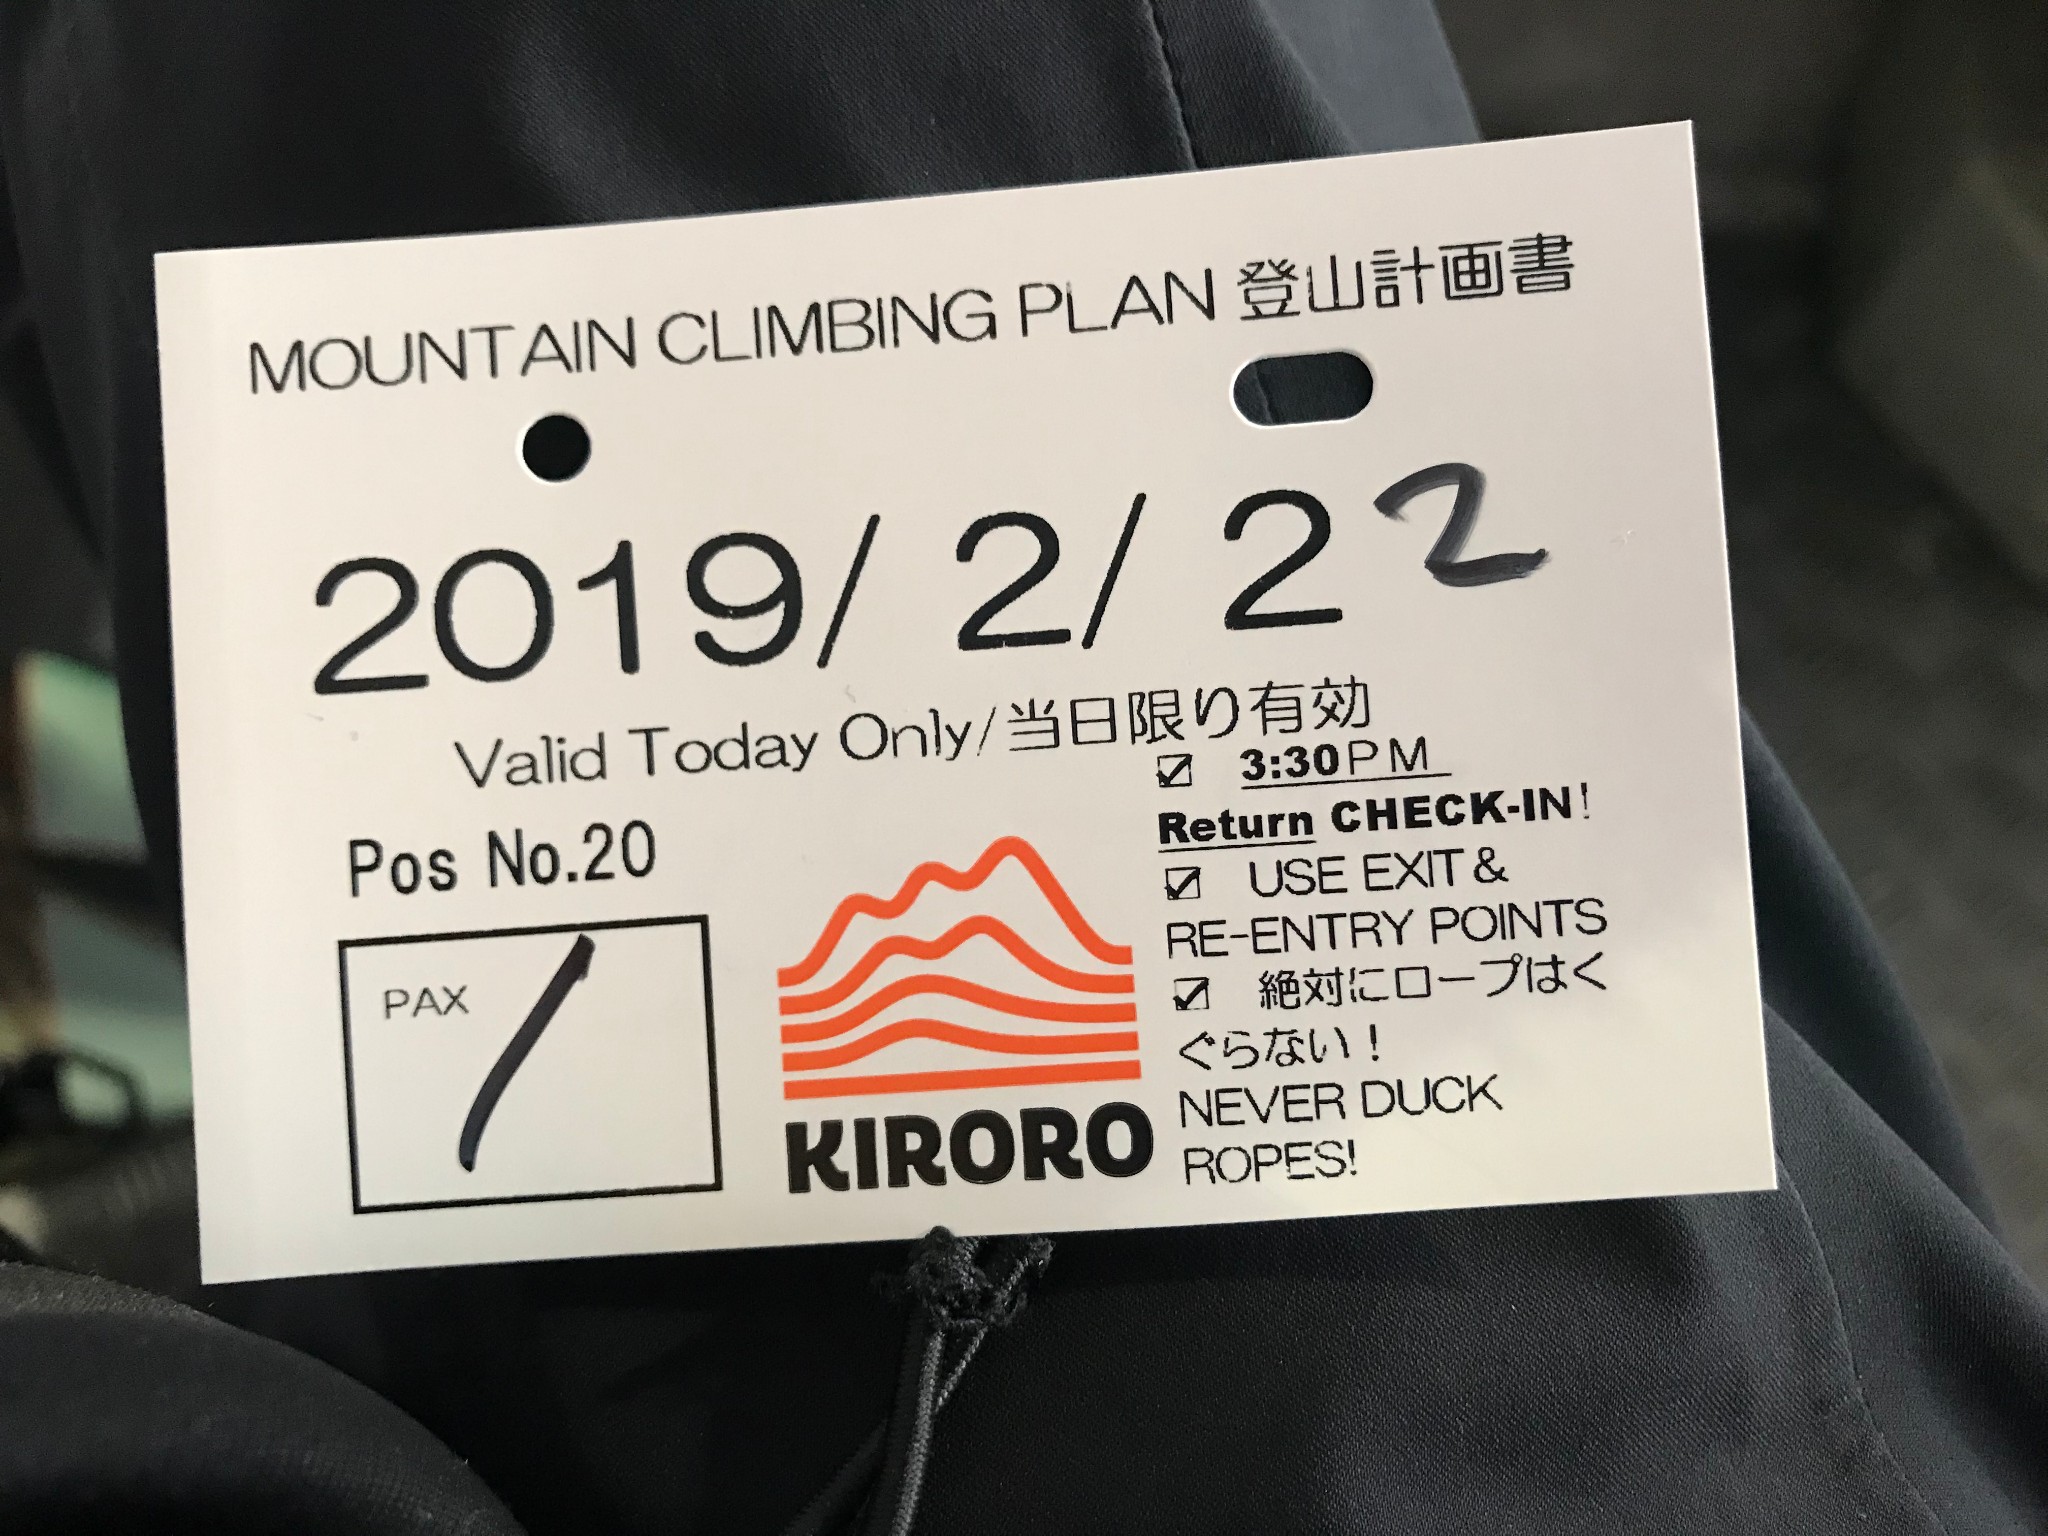 MOUNTAIN CLIMBING PLAN 登山計画書
2019/ 2/ 22
Valid Today Only/当日限り有効
Pos No.20
PAX /
KIRORO
☑ 3:30PM
Return CHECK-IN!
☑ USE EXIT &
RE-ENTRY POINTS
☑ 絶対にロープはく
ぐらない！
NEVER DUCK
ROPES!